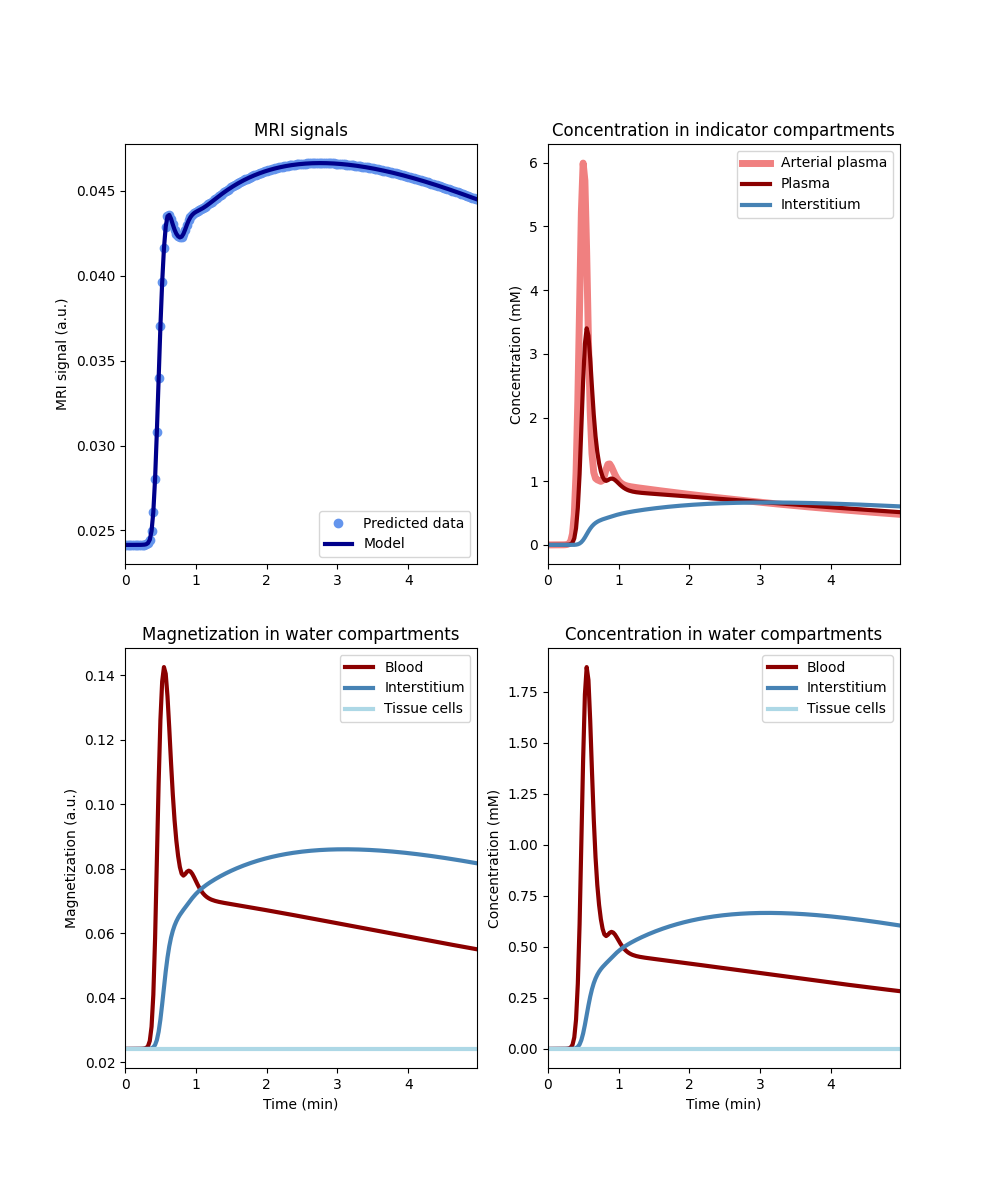 MRI signals
MRI signal (a.u.)
0.045
0.040
0.035
0.030
0.025
0
1
2
3
4
Predicted data
Model
Concentration in indicator compartments
Concentration (mM)
6
5
4
3
2
1
0
0
1
2
3
4
Arterial plasma
Plasma
Interstitium
Magnetization in water compartments
Magnetization (a.u.)
0.14
0.12
0.10
0.08
0.06
0.04
0.02
0
1
2
3
4
Time (min)
Blood
Interstitium
Tissue cells
Concentration in water compartments
Concentration (mM)
1.75
1.50
1.25
1.00
0.75
0.50
0.25
0.00
0
1
2
3
4
Time (min)
Blood
Interstitium
Tissue cells